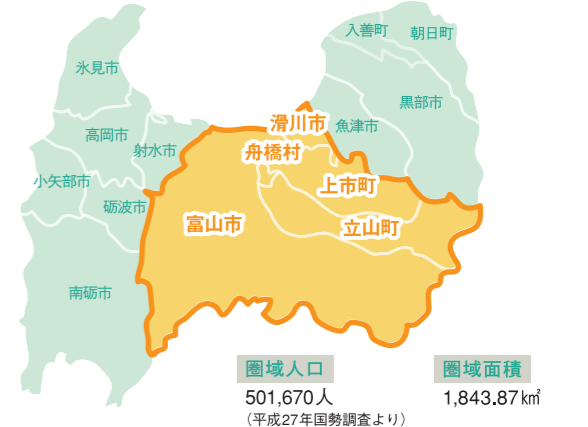 入善町
朝日町
氷見市
黒部市
滑川市
魚津市
高岡市
射水市
舟橋村
小矢部市
上市町
砺波市
富山市
立山町
南砺市
圏域人口
501,670人
（平成27年国勢調査より）
圏域面積
1,843.87㎢